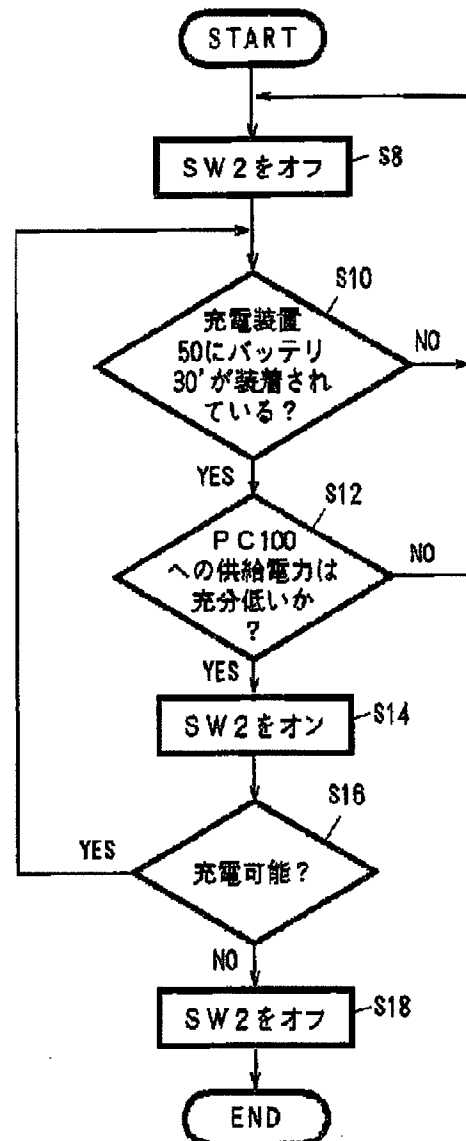 START
SW2をオフ
S8
S10
充電装置
50にバッテリ
30'が装着され
ている？
NO
YES
S12
PC100
への供給電力は
充分低いか
？
NO
YES
SW2をオン
S14
S16
YES
充電可能？
NO
SW2をオフ
S18
END